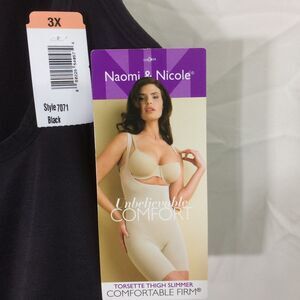 3X
Style 7071
Black
Naomi & Nicole®
Unbelievable
COMFORT
TORSETTE THIGH SLIMMER
COMFORTABLE FIRM®